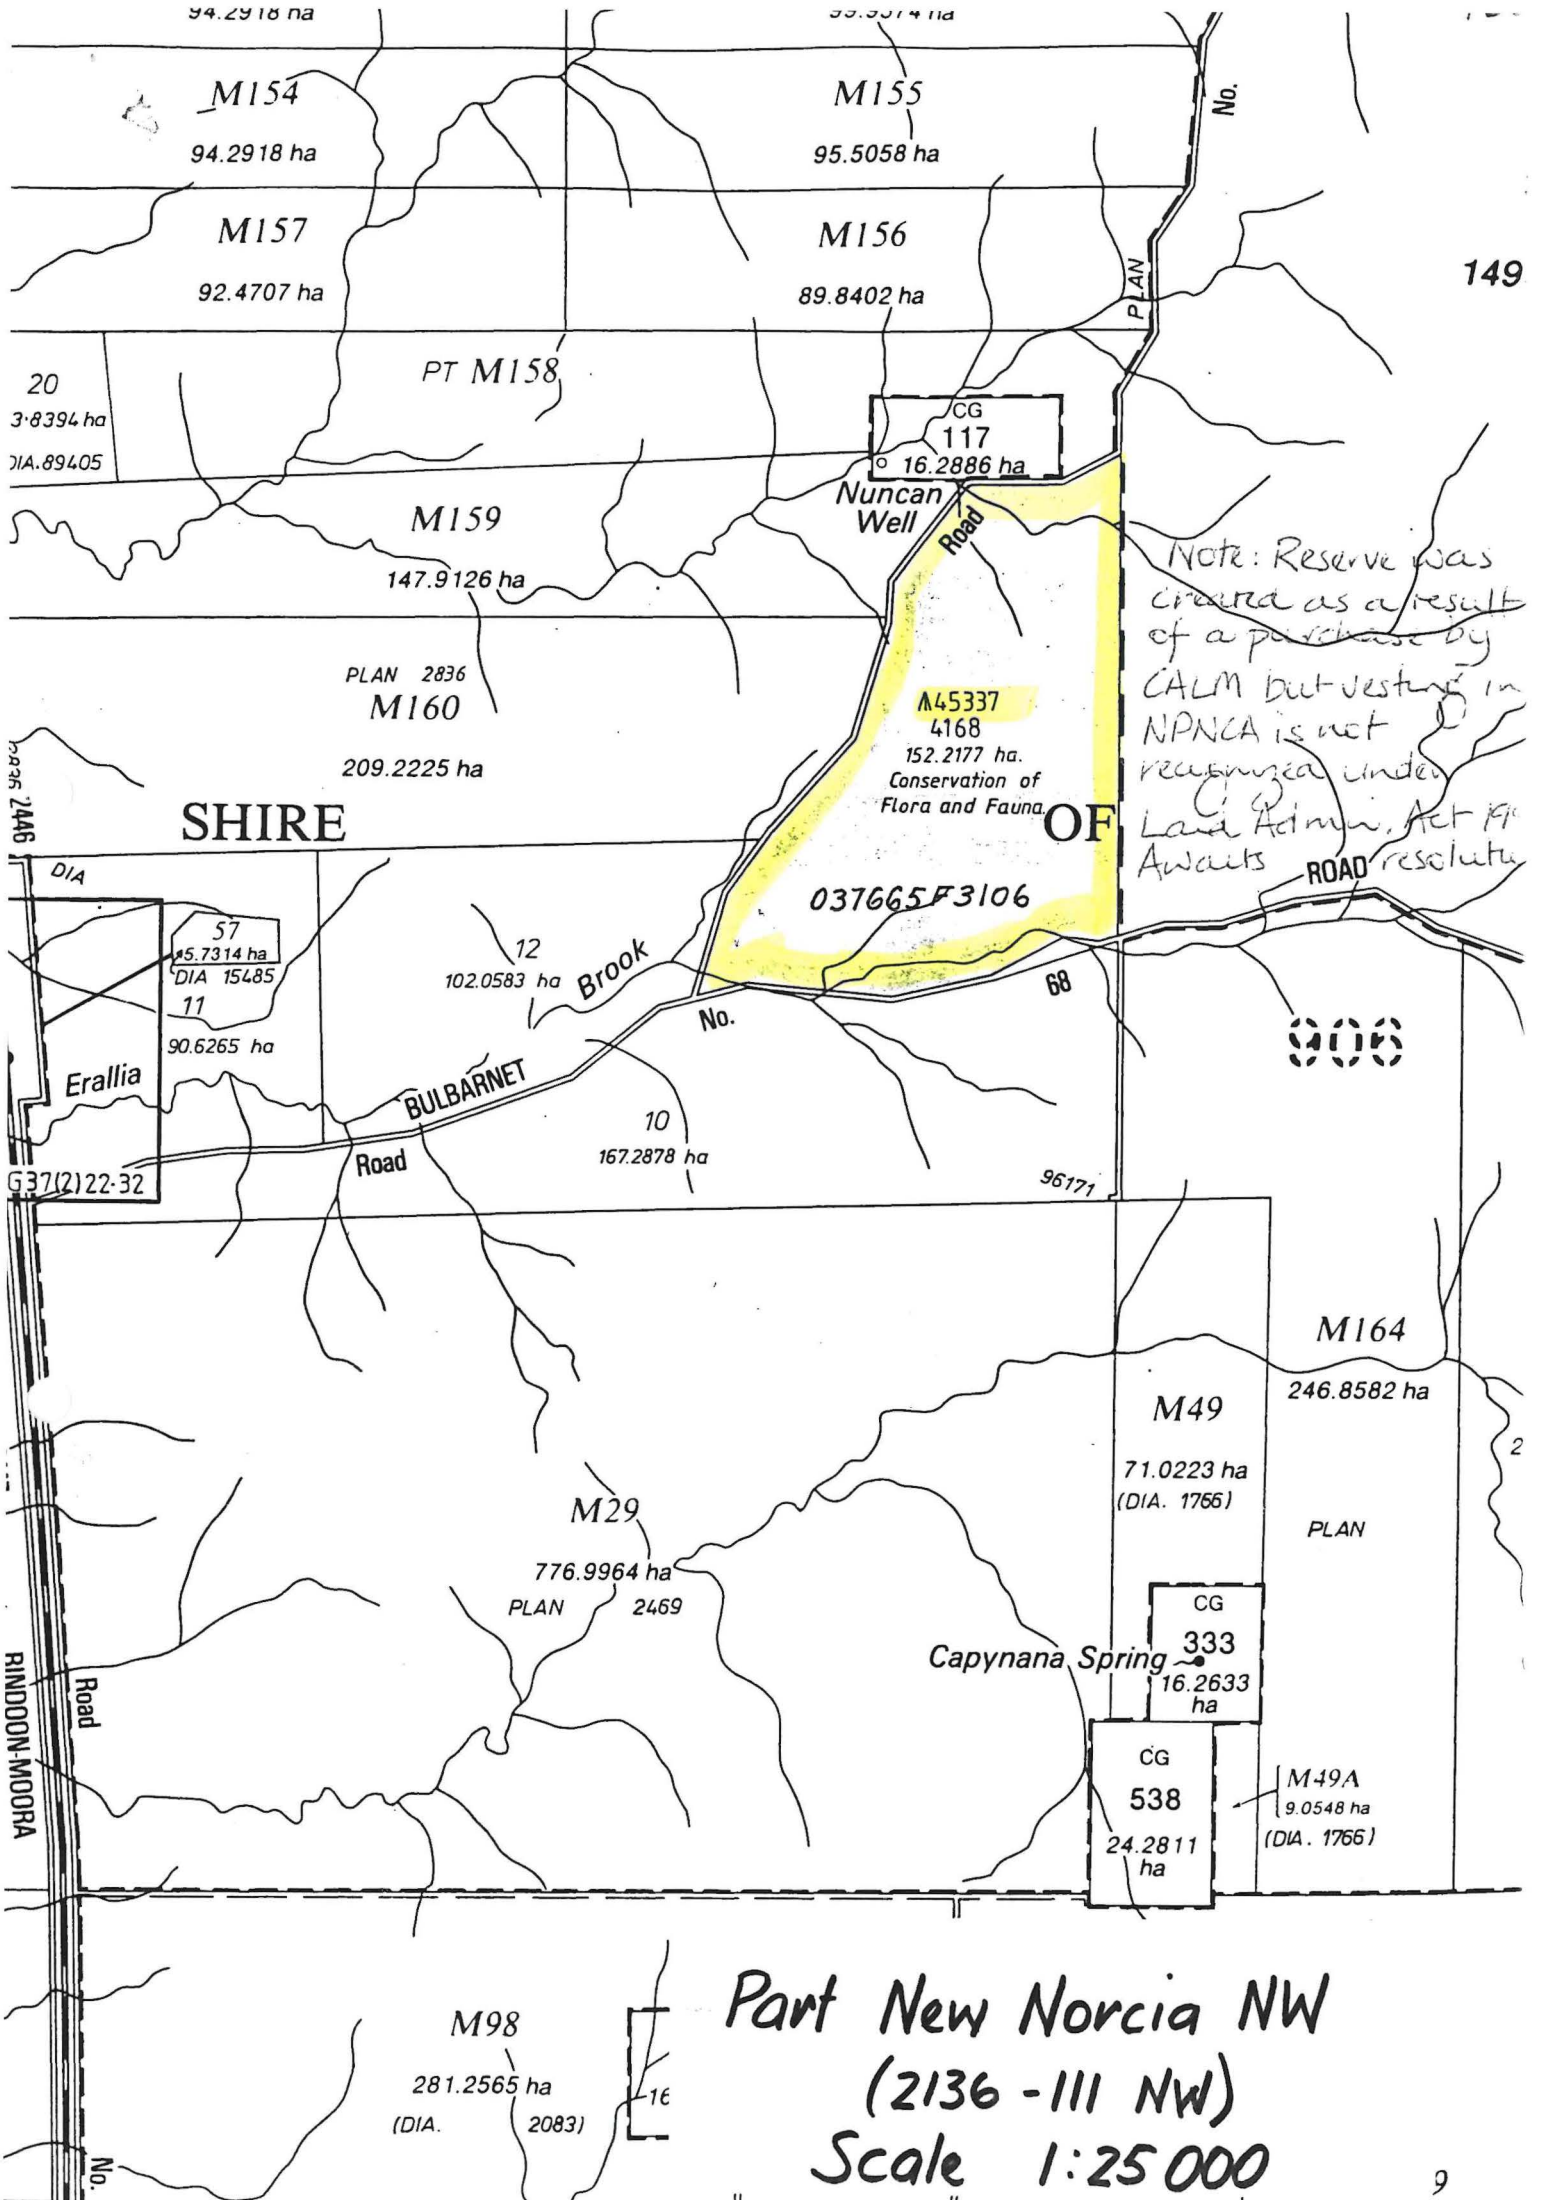 94.2918 ha
M154
94.2918 ha
M155
95.5058 ha
No.
M157
92.4707 ha
M156
89.8402 ha
PLAN
149
20
3·8394 ha
DIA.89405
PT M158
CG
117
16.2886 ha
Nuncan
Well
Road
M159
147.9126 ha
Note: Reserve was
created as a result
of a purchase by
CALM but vesting in
NPNCA is not
recognized under
Land Admin. Act 19
Awaits resolution
PLAN 2836
M160
209.2225 ha
A45337
4168
152.2177 ha.
Conservation of
Flora and Fauna.
SHIRE
OF
2446
DIA
ROAD
037665F3106
57
5.7314 ha
DIA 15485
11
90.6265 ha
12
102.0583 ha
Brook
No.
68
Erallia
BULBARNET
Road
10
167.2878 ha
G37(2)22·32
96171
M164
246.8582 ha
M49
71.0223 ha
(DIA. 1766)
2
PLAN
M29
776.9964 ha
PLAN 2469
CG
333
16.2633
ha
Capynana Spring
Road
RINDOON-MOORA
CG
538
24.2811
ha
M49A
9.0548 ha
(DIA. 1766)
M98
281.2565 ha
(DIA. 2083)
16
No.
Part New Norcia NW
(2136 - 111 NW)
Scale 1:25 000
9